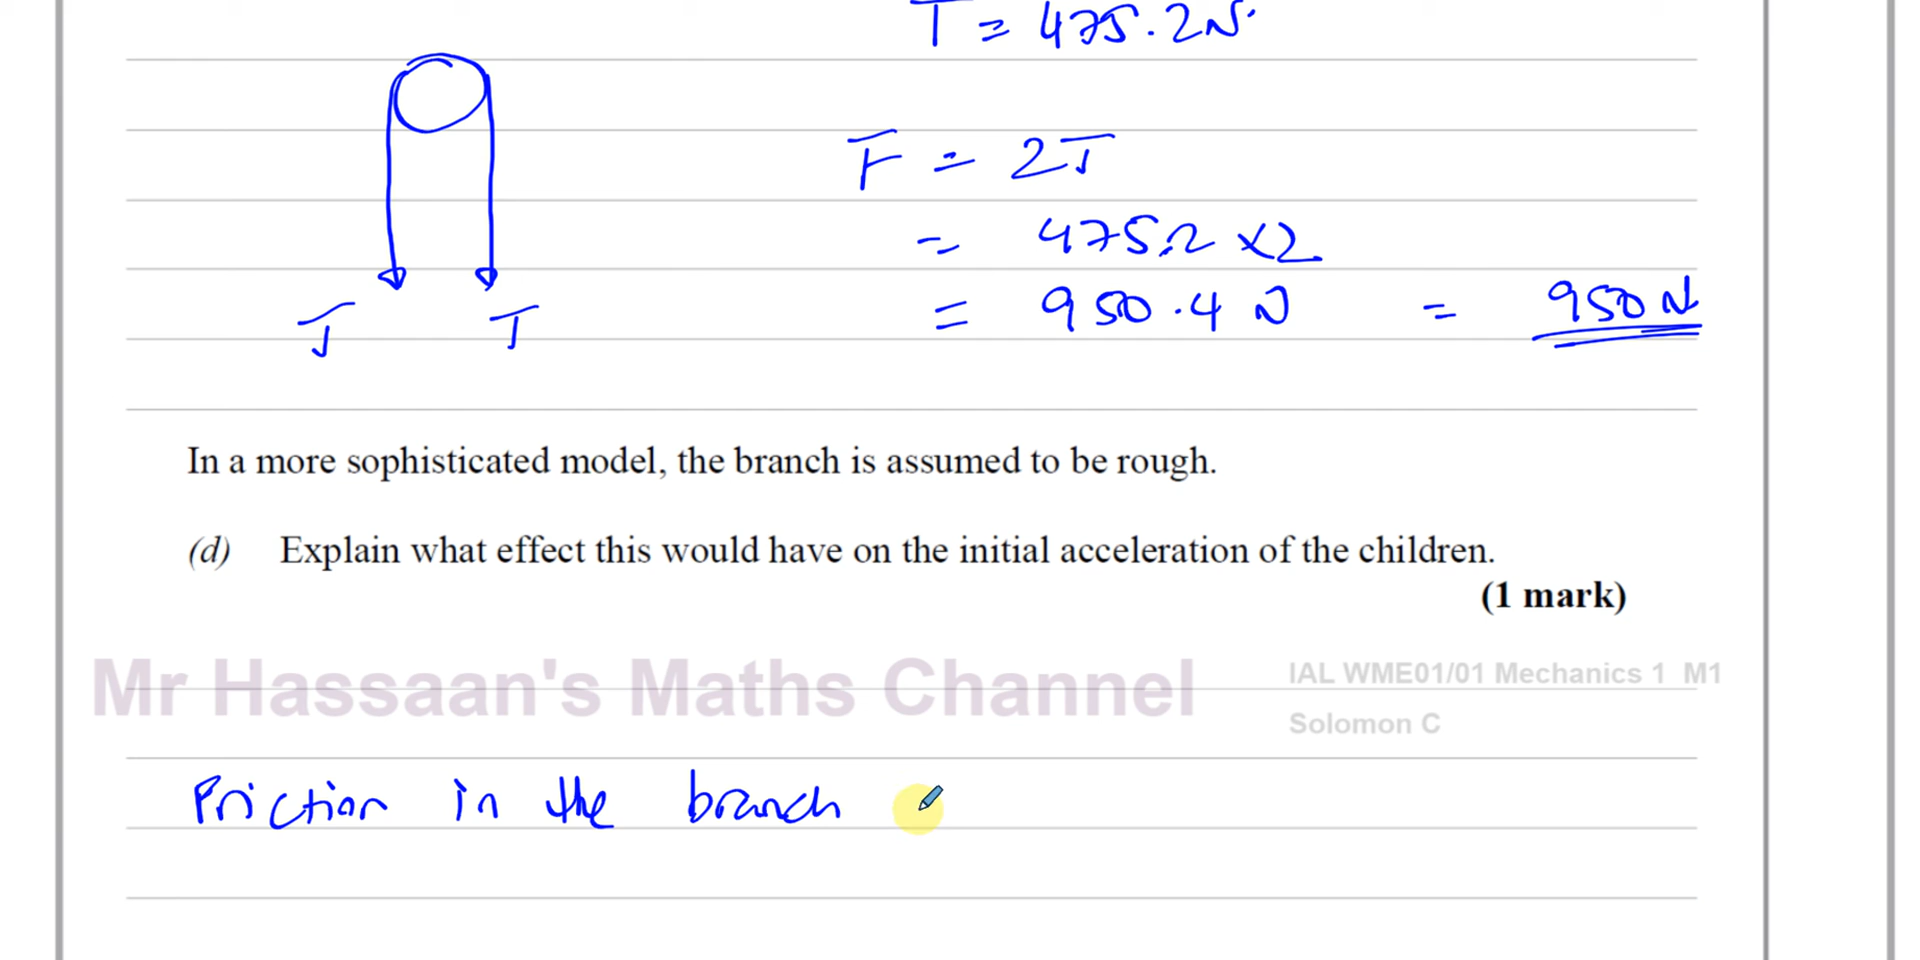 T = 475.2N.
F = 2T
= 475.2 x2
= 950.4 N = 950 N
T T
In a more sophisticated model, the branch is assumed to be rough.
(d) Explain what effect this would have on the initial acceleration of the children.
(1 mark)
Mr Hassaan's Maths Channel
IAL WME01/01 Mechanics 1 M1
Solomon C
Friction in the branch